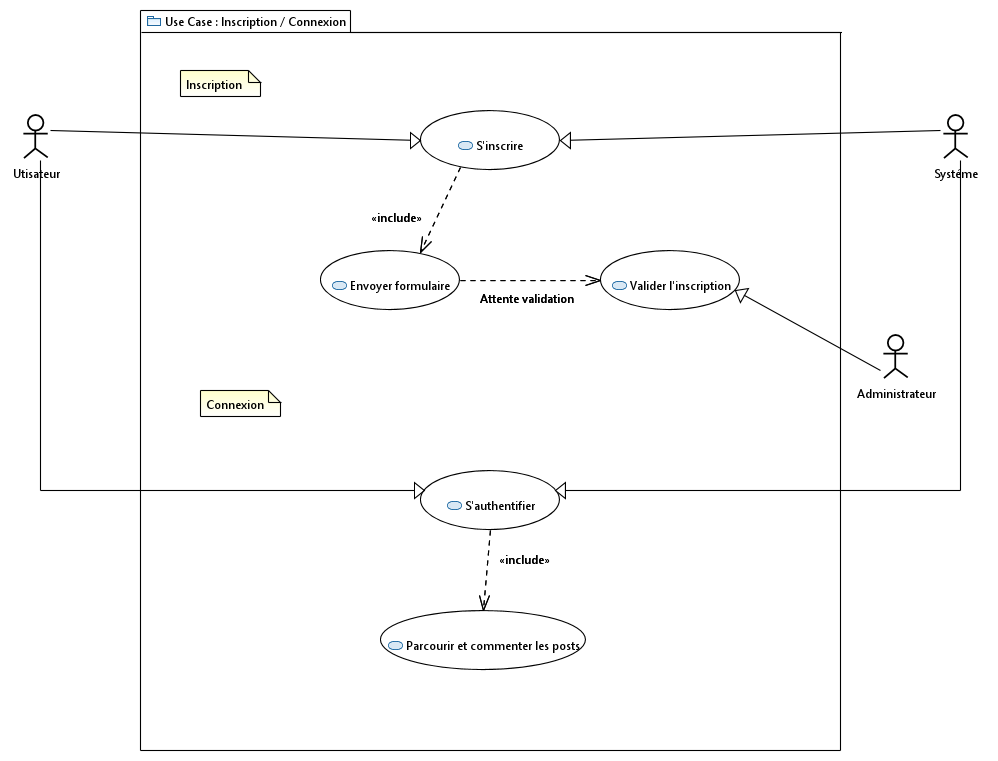 Use Case : Inscription / Connexion
Inscription
Utisateur
S'inscrire
Systéme
«include»
Envoyer formulaire
Attente validation
Valider l'inscription
Administrateur
Connexion
S'authentifier
«include»
Parcourir et commenter les posts